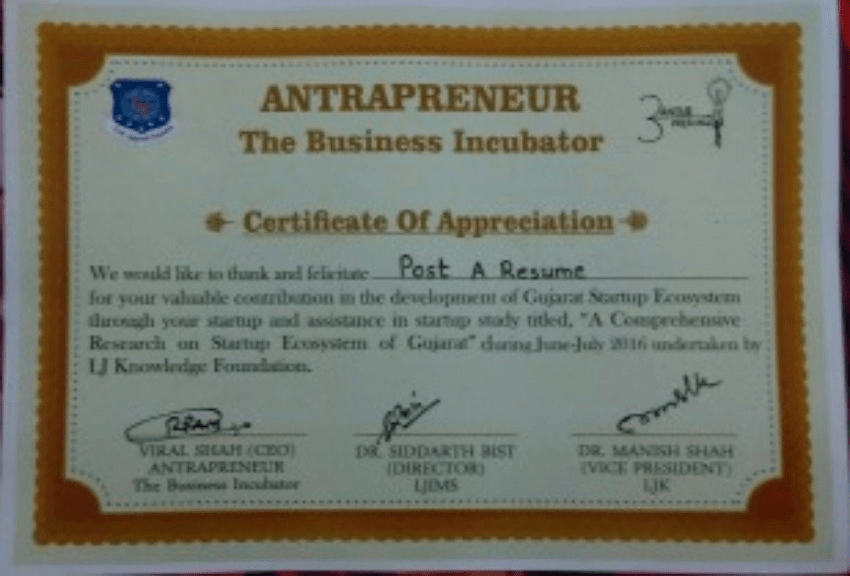 ANTRAPRENEUR
The Business Incubator
Certificate Of Appreciation
We would like to thank and felicitate Post A Resume
for your valuable contribution in the development of Gujarat Startup Ecosystem
through your startup and assistance in startup study titled, "A Comprehensive
Research on Startup Ecosystem of Gujarat" during June-July 2016 undertaken by
LJ Knowledge Foundation.
VIRAL SHAH (CEO)
ANTRAPRENEUR
The Business Incubator
DR. SIDDARTH BIST
(DIRECTOR)
LJIMS
DR. MANISH SHAH
(VICE PRESIDENT)
LJK